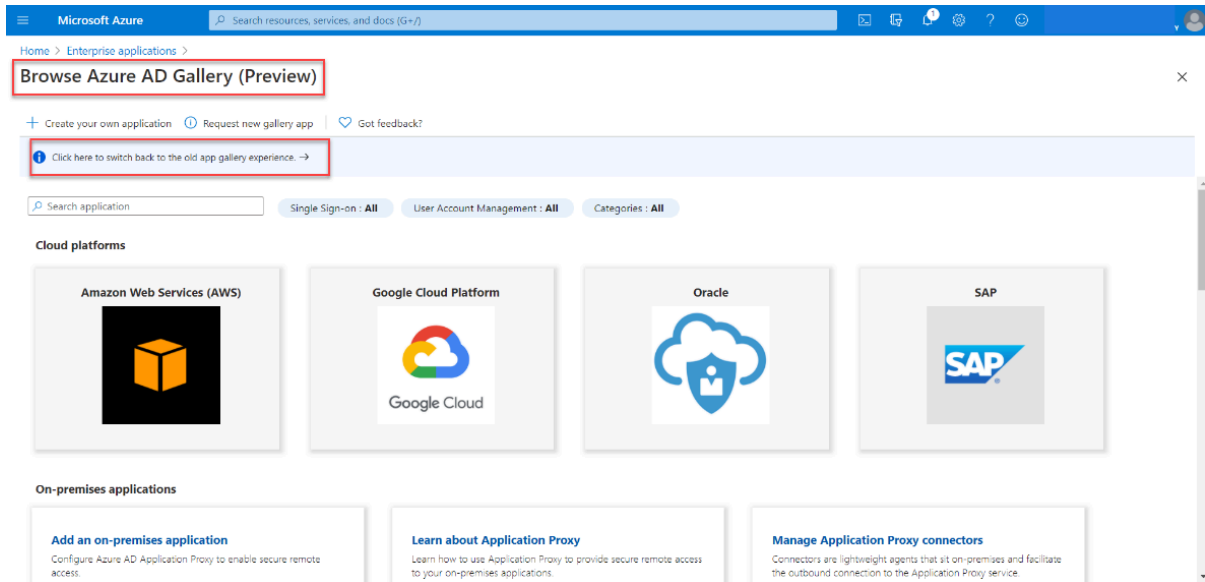 Microsoft Azure
Search resources, services, and docs (G+/)
1
Home > Enterprise applications >
Browse Azure AD Gallery (Preview)
Create your own application
Request new gallery app
Got feedback?
Click here to switch back to the old app gallery experience. →
Search application
Single Sign-on : All
User Account Management : All
Categories : All
Cloud platforms
Amazon Web Services (AWS)
Google Cloud Platform
Google Cloud
Oracle
SAP
SAP
On-premises applications
Add an on-premises application
Configure Azure AD Application Proxy to enable secure remote
access.
Learn about Application Proxy
Learn how to use Application Proxy to provide secure remote access
to your on-premises applications.
Manage Application Proxy connectors
Connectors are lightweight agents that sit on-premises and facilitate
the outbound connection to the Application Proxy service.